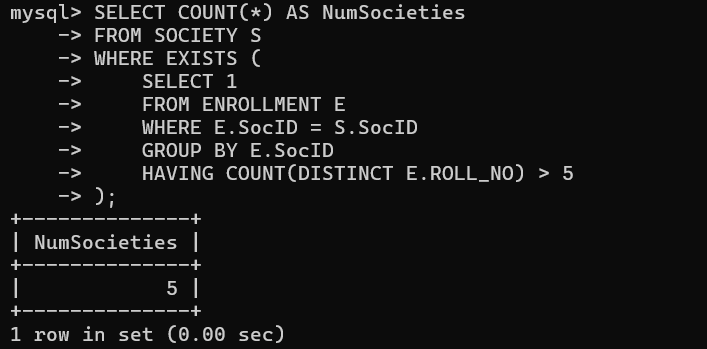 mysql> SELECT COUNT(*) AS NumSocieties
    -> FROM SOCIETY S
    -> WHERE EXISTS (
    ->     SELECT 1
    ->     FROM ENROLLMENT E
    ->     WHERE E.SocID = S.SocID
    ->     GROUP BY E.SocID
    ->     HAVING COUNT(DISTINCT E.ROLL_NO) > 5
    -> );
+--------------+
| NumSocieties |
+--------------+
|            5 |
+--------------+
1 row in set (0.00 sec)